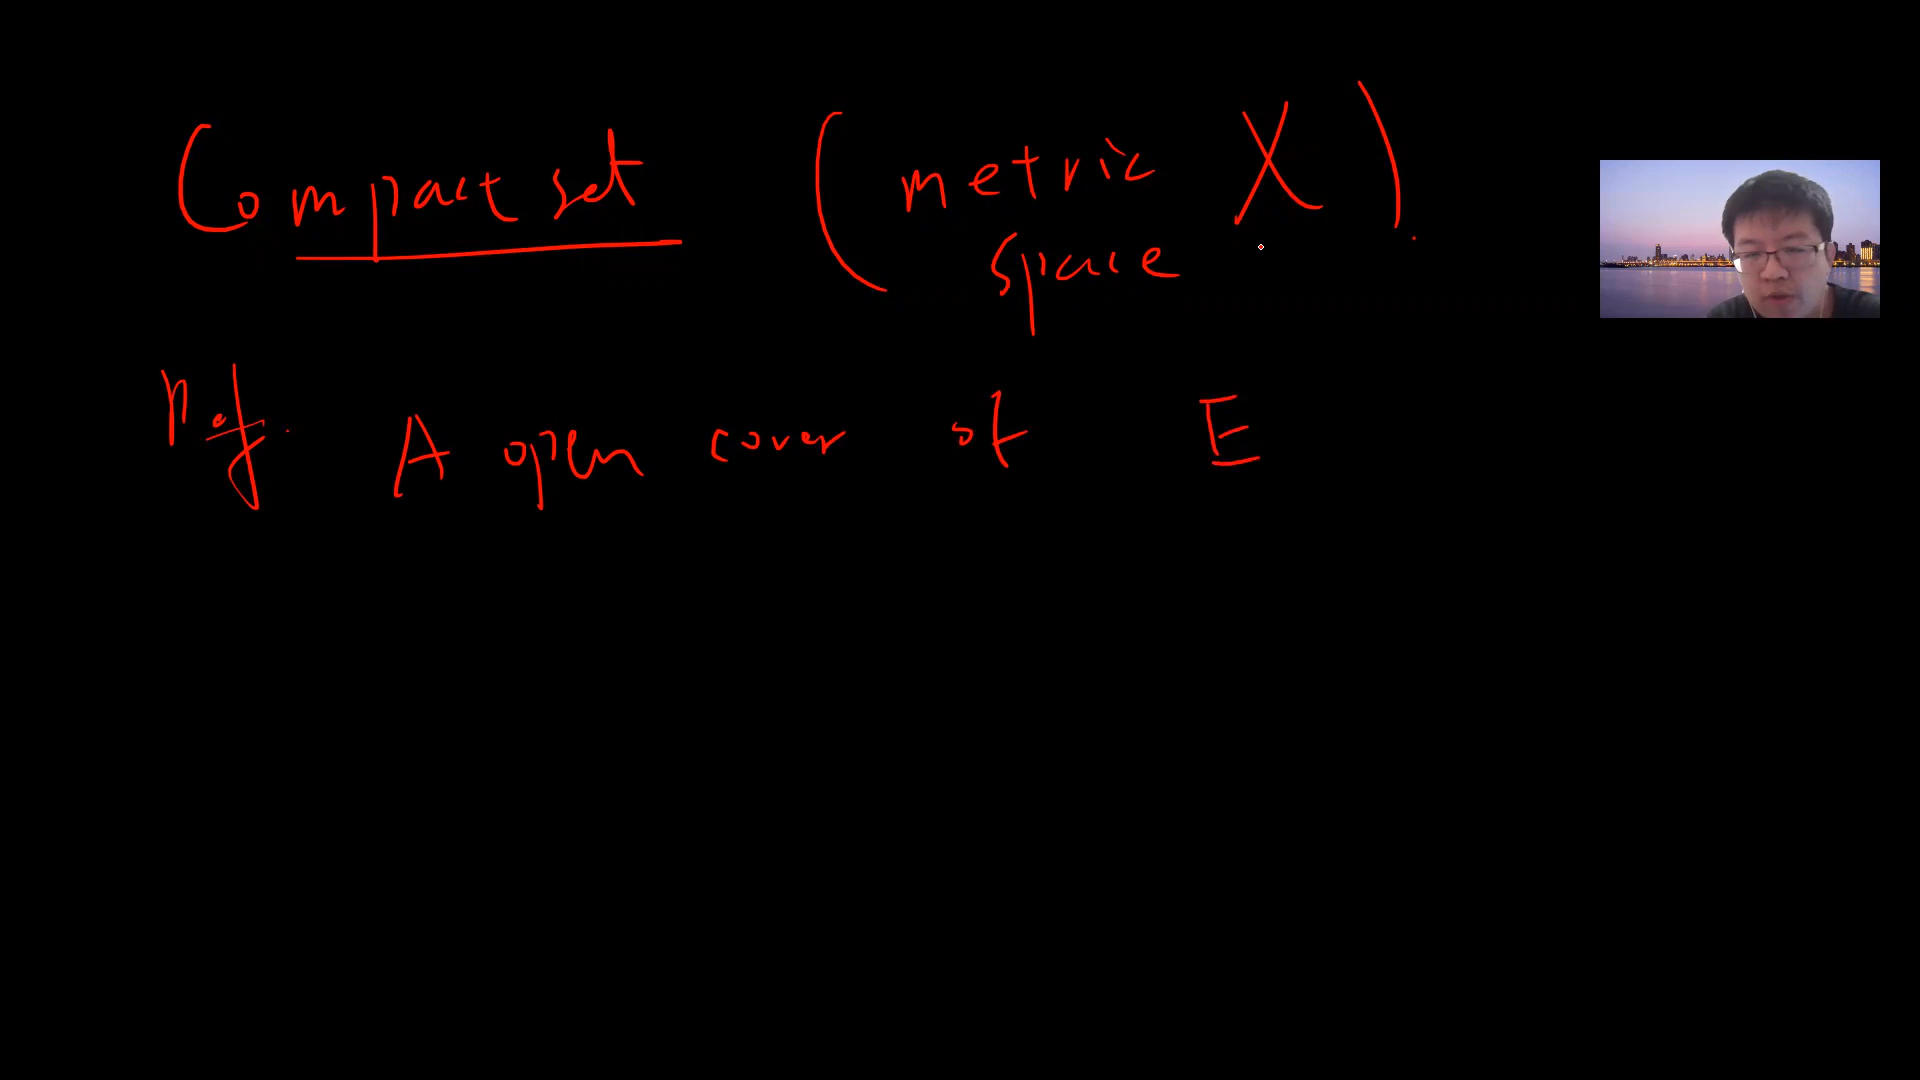 Compact set (metric X).
space
Def. A open cover of E